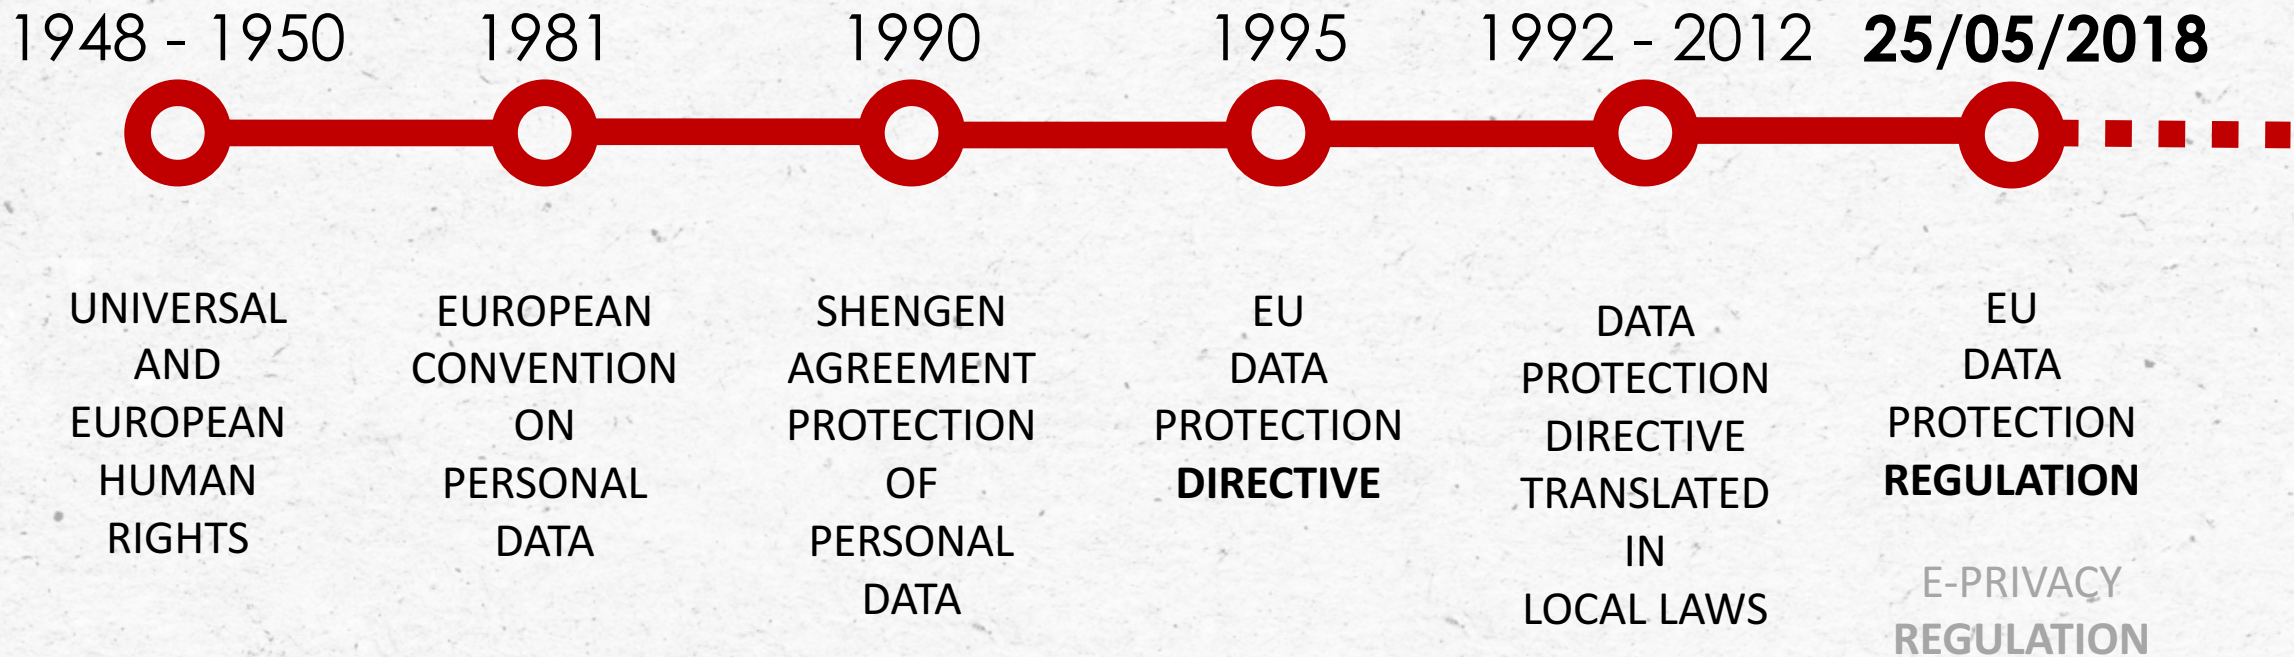 1948 - 1950
1981
1990
1995
1992 - 2012
25/05/2018
UNIVERSAL
AND
EUROPEAN
HUMAN
RIGHTS
EUROPEAN
CONVENTION
ON
PERSONAL
DATA
SHENGEN
AGREEMENT
PROTECTION
OF
PERSONAL
DATA
EU
DATA
PROTECTION
DIRECTIVE
DATA
PROTECTION
DIRECTIVE
TRANSLATED
IN
LOCAL LAWS
EU
DATA
PROTECTION
REGULATION
E-PRIVACY
REGULATION